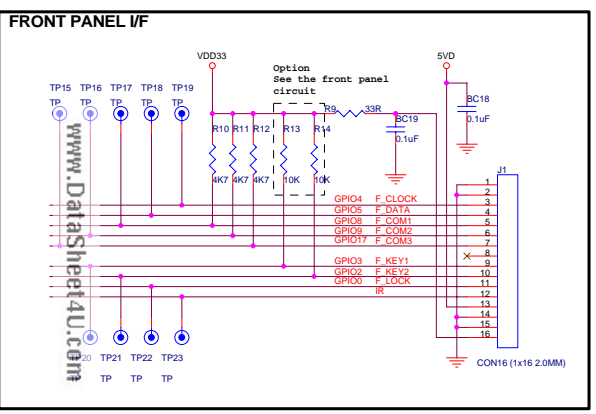 FRONT PANEL I/F
VDD33
5VD
Option
See the front panel
circuit
TP15 TP16 TP17 TP18 TP19
TP TP TP TP TP
R9 33R
BC18
0.1uF
BC19
0.1uF
R10 R11 R12 R13 R14
4K7 4K7 4K7 10K 10K
J1
1
2
GPIO4 F_CLOCK 3
GPIO5 F_DATA 4
GPIO8 F_COM1 5
GPIO9 F_COM2 6
GPIO17 F_COM3 7
8
GPIO3 F_KEY1 9
GPIO2 F_KEY2 10
GPIO0 F_LOCK 11
IR 12
13
14
15
16
TP20 TP21 TP22 TP23
TP TP TP TP
CON16 (1x16 2.0MM)
www.DataSheet4U.com